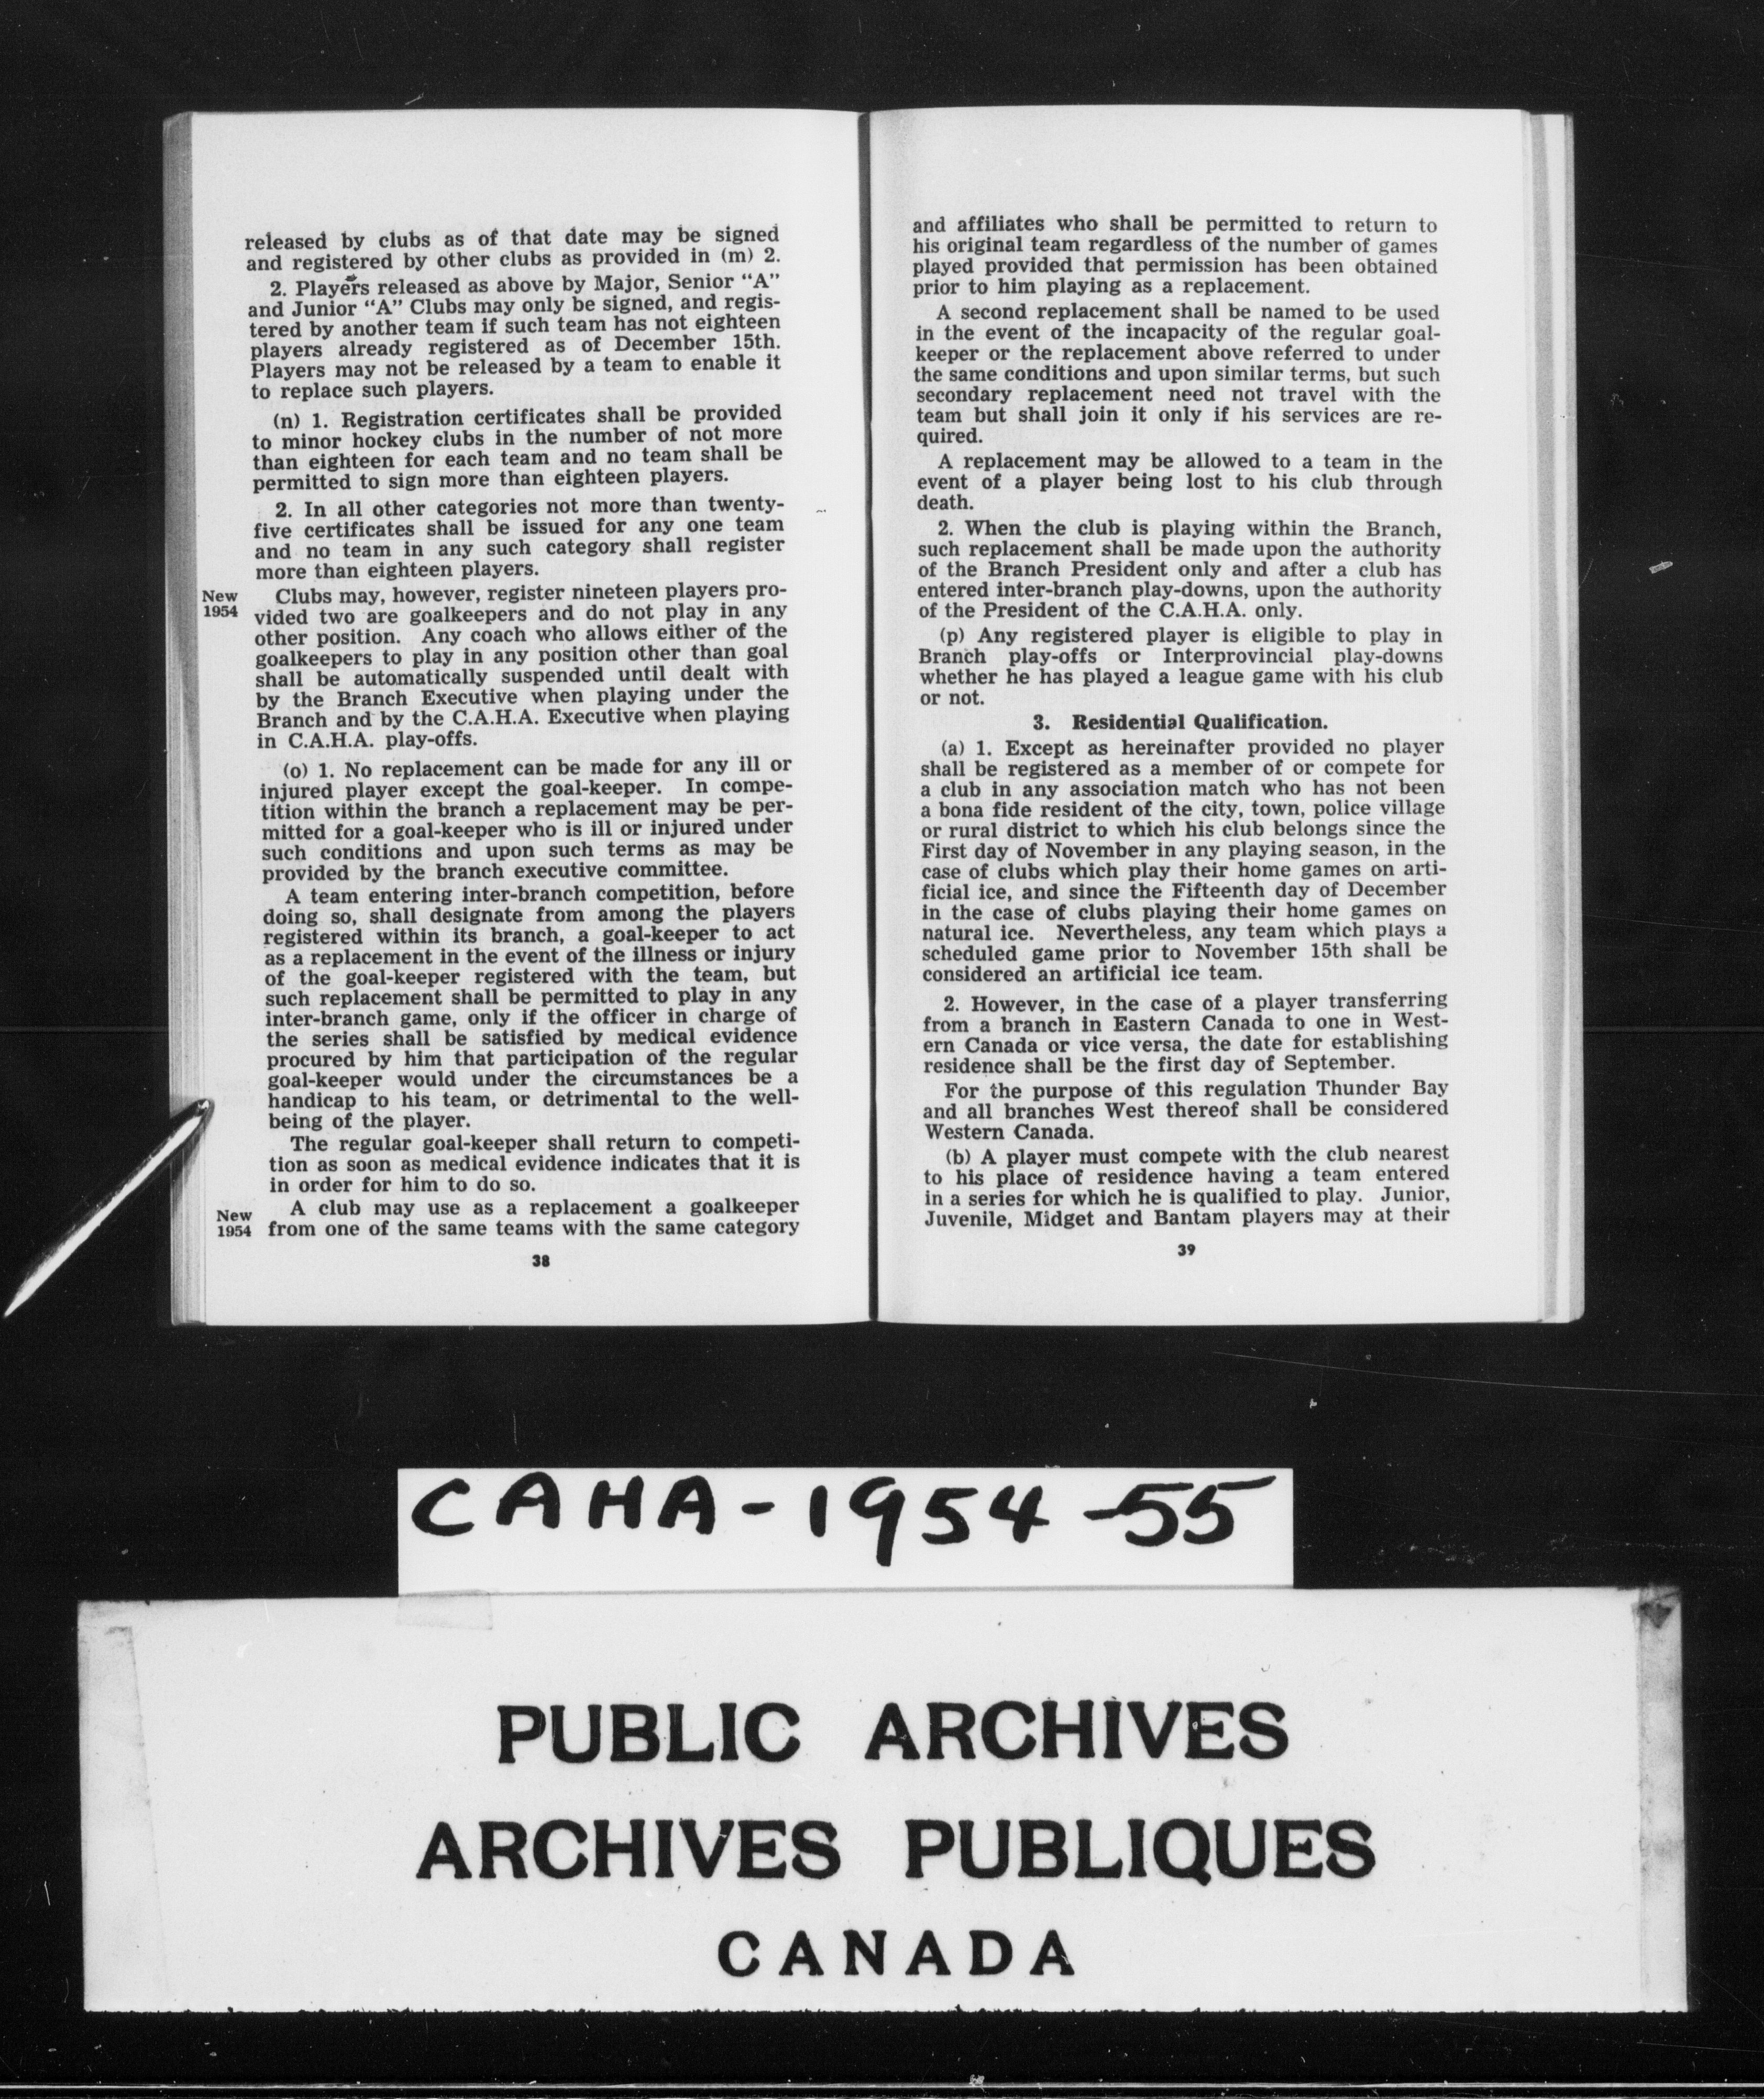 released by clubs as of that date may be signed
and registered by other clubs as provided in (m) 2.
2. Players released as above by Major, Senior "A"
and Junior "A" Clubs may only be signed, and regis-
tered by another team if such team has not eighteen
players already registered as of December 15th.
Players may not be released by a team to enable it
to replace such players.
(n) 1. Registration certificates shall be provided
to minor hockey clubs in the number of not more
than eighteen for each team and no team shall be
permitted to sign more than eighteen players.
2. In all other categories not more than twenty-
five certificates shall be issued for any one team
and no team in any such category shall register
more than eighteen players.
New
1954
Clubs may, however, register nineteen players pro-
vided two are goalkeepers and do not play in any
other position. Any coach who allows either of the
goalkeepers to play in any position other than goal
shall be automatically suspended until dealt with
by the Branch Executive when playing under the
Branch and by the C.A.H.A. Executive when playing
in C.A.H.A. play-offs.
(o) 1. No replacement can be made for any ill or
injured player except the goal-keeper. In compe-
tition within the branch a replacement may be per-
mitted for a goal-keeper who is ill or injured under
such conditions and upon such terms as may be
provided by the branch executive committee.
A team entering inter-branch competition, before
doing so, shall designate from among the players
registered within its branch, a goal-keeper to act
as a replacement in the event of the illness or injury
of the goal-keeper registered with the team, but
such replacement shall be permitted to play in any
inter-branch game, only if the officer in charge of
the series shall be satisfied by medical evidence
procured by him that participation of the regular
goal-keeper would under the circumstances be a
handicap to his team, or detrimental to the well-
being of the player.
The regular goal-keeper shall return to competi-
tion as soon as medical evidence indicates that it is
in order for him to do so.
New
1954
A club may use as a replacement a goalkeeper
from one of the same teams with the same category
38
and affiliates who shall be permitted to return to
his original team regardless of the number of games
played provided that permission has been obtained
prior to him playing as a replacement.
A second replacement shall be named to be used
in the event of the incapacity of the regular goal-
keeper or the replacement above referred to under
the same conditions and upon similar terms, but such
secondary replacement need not travel with the
team but shall join it only if his services are re-
quired.
A replacement may be allowed to a team in the
event of a player being lost to his club through
death.
2. When the club is playing within the Branch,
such replacement shall be made upon the authority
of the Branch President only and after a club has
entered inter-branch play-downs, upon the authority
of the President of the C.A.H.A. only.
(p) Any registered player is eligible to play in
Branch play-offs or Interprovincial play-downs
whether he has played a league game with his club
or not.
3. Residential Qualification.
(a) 1. Except as hereinafter provided no player
shall be registered as a member of or compete for
a club in any association match who has not been
a bona fide resident of the city, town, police village
or rural district to which his club belongs since the
First day of November in any playing season, in the
case of clubs which play their home games on arti-
ficial ice, and since the Fifteenth day of December
in the case of clubs playing their home games on
natural ice. Nevertheless, any team which plays a
scheduled game prior to November 15th shall be
considered an artificial ice team.
2. However, in the case of a player transferring
from a branch in Eastern Canada to one in West-
ern Canada or vice versa, the date for establishing
residence shall be the first day of September.
For the purpose of this regulation Thunder Bay
and all branches West thereof shall be considered
Western Canada.
(b) A player must compete with the club nearest
to his place of residence having a team entered
in a series for which he is qualified to play. Junior,
Juvenile, Midget and Bantam players may at their
39
CAHA-1954-55
PUBLIC ARCHIVES
ARCHIVES PUBLIQUES
CANADA